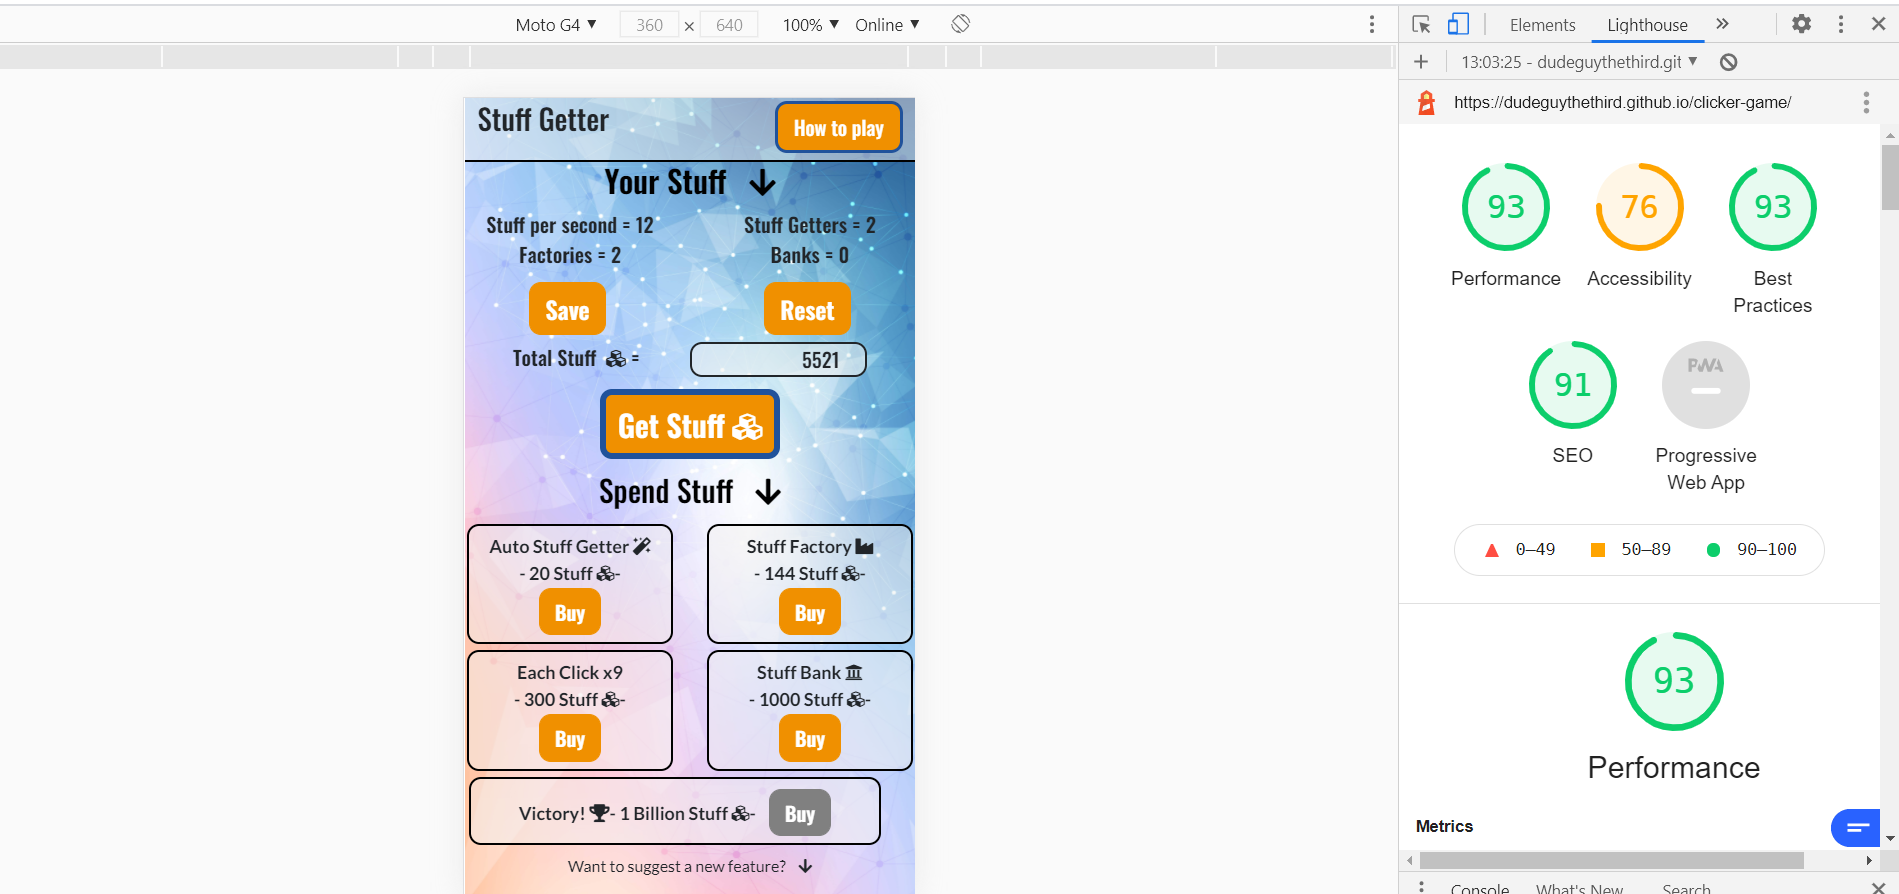 Moto G4 ▼ 360 × 640 100% ▼ Online ▼
Elements Lighthouse »
13:03:25 - dudeguythethird.git ▼
https://dudeguythethird.github.io/clicker-game/
Stuff Getter
How to play
Your Stuff
Stuff per second = 12
Stuff Getters = 2
Factories = 2
Banks = 0
Save
Reset
Total Stuff =
5521
Get Stuff
Spend Stuff
Auto Stuff Getter
- 20 Stuff -
Buy
Stuff Factory
- 144 Stuff -
Buy
Each Click x9
- 300 Stuff -
Buy
Stuff Bank
- 1000 Stuff -
Buy
Victory! - 1 Billion Stuff -
Buy
Want to suggest a new feature?
93
Performance
76
Accessibility
93
Best
Practices
91
SEO
PWA
Progressive
Web App
0–49
50–89
90–100
93
Performance
Metrics
Console What's New Search